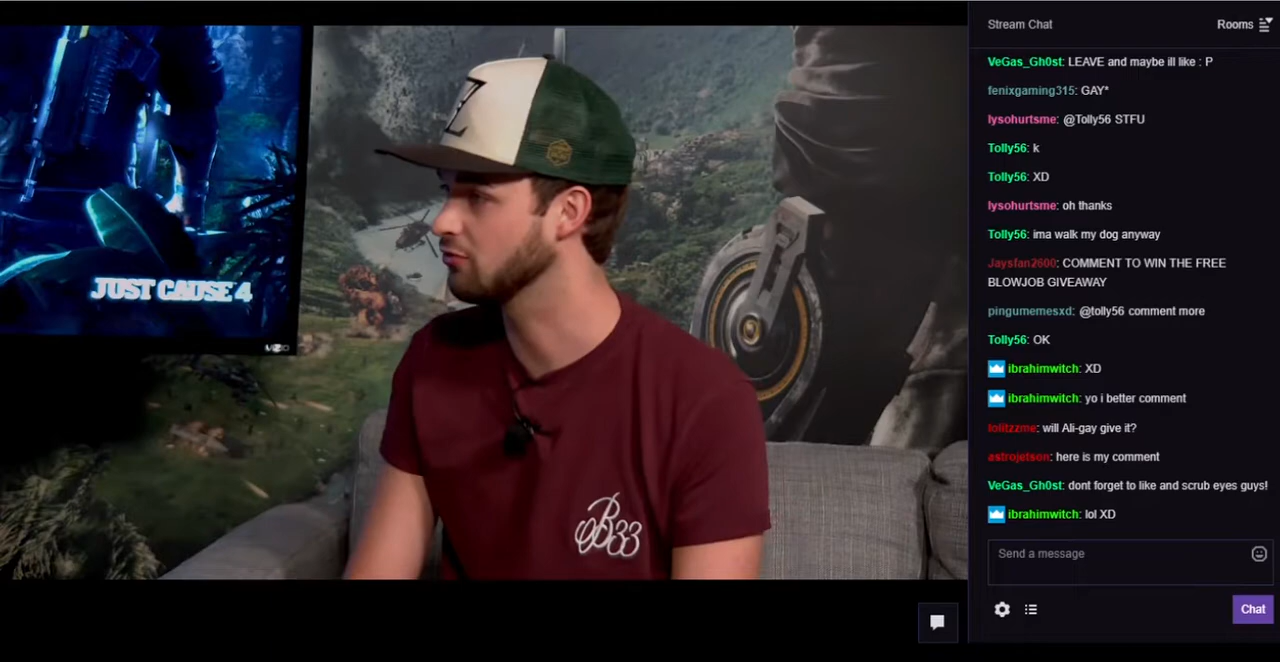 Stream Chat
Rooms
VeGas_Gh0st: LEAVE and maybe ill like : P
fenixgaming315: GAY*
lysohurtsme: @Tolly56 STFU
Tolly56: k
Tolly56: XD
lysohurtsme: oh thanks
Tolly56: ima walk my dog anyway
Jaysfan2600: COMMENT TO WIN THE FREE
BLOWJOB GIVEAWAY
pingumemesxd: @tolly56 comment more
Tolly56: OK
ibrahimwitch: XD
ibrahimwitch: yo i better comment
lolitzzme: will Ali-gay give it?
astrojetson: here is my comment
VeGas_Gh0st: dont forget to like and scrub eyes guys!
ibrahimwitch: lol XD
Send a message
Chat
JUST CAUSE 4
VIZIO
Z
B33